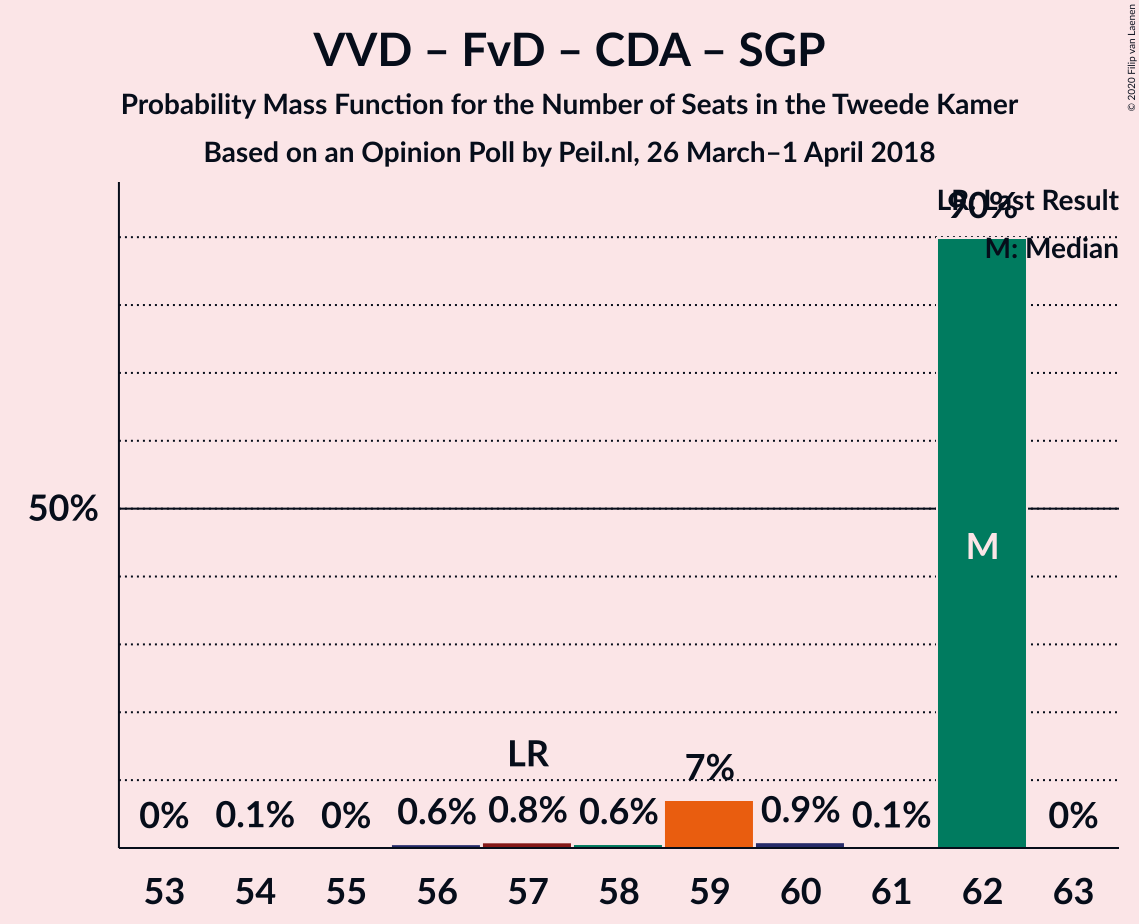 VVD – FvD – CDA – SGP
Probability Mass Function for the Number of Seats in the Tweede Kamer
Based on an Opinion Poll by Peil.nl, 26 March–1 April 2018
© 2020 Filip van Laenen
LR: Last Result
90%
M: Median
50%
M
LR
7%
0% 0.1% 0% 0.6% 0.8% 0.6% 0.9% 0.1% 0%
53 54 55 56 57 58 59 60 61 62 63